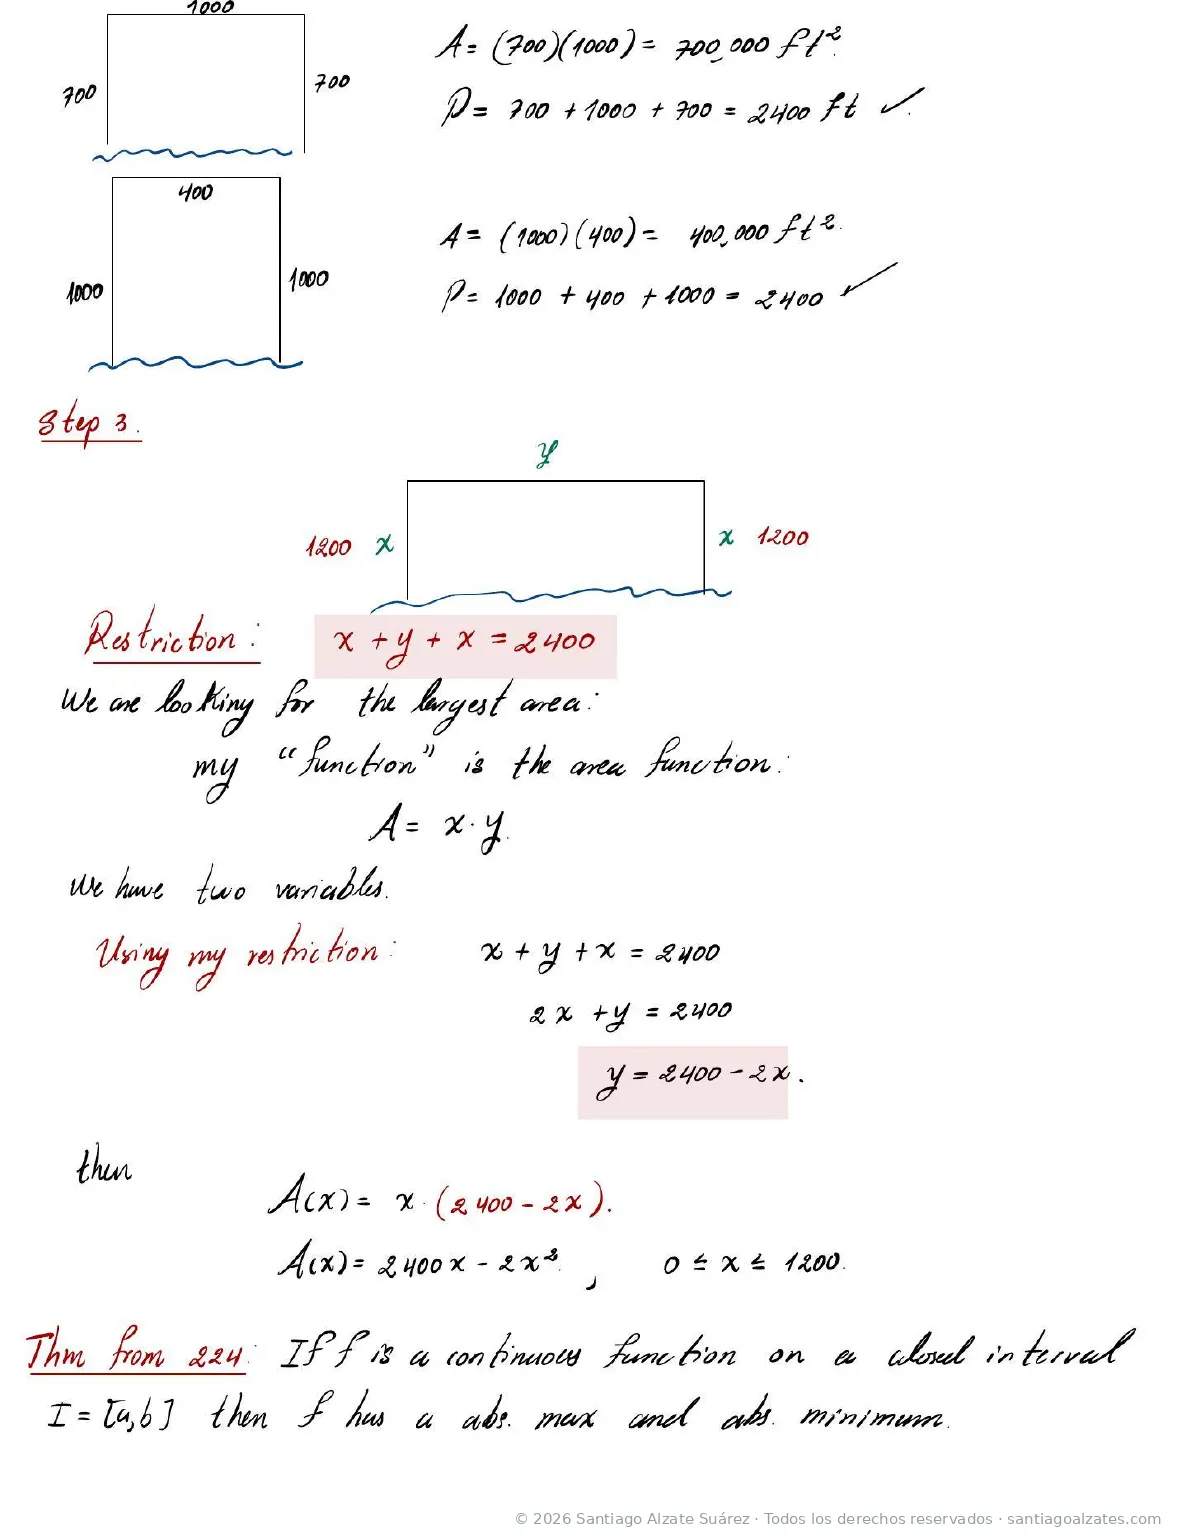 1000
700
700
A = (700)(1000) = 700,000 ft².
P = 700 + 1000 + 700 = 2400 ft ✓.
400
1000
1000
A = (1000)(400) = 400,000 ft².
P = 1000 + 400 + 1000 = 2400 ✓
Step 3.
y
1200 x
x 1200
Restriction: x + y + x = 2400
We are looking for the largest area:
my "function" is the area function:
A = x · y.
We have two variables.
Using my restriction: x + y + x = 2400
2x + y = 2400
y = 2400 - 2x.
then
A(x) = x · (2400 - 2x).
A(x) = 2400x - 2x². , 0 ≤ x ≤ 1200.
Thm from 224: If f is a continuous function on a closed interval
I = [a,b] then f has a abs. max and abs. minimum.
© 2026 Santiago Alzate Suárez · Todos los derechos reservados · santiagoalzates.com